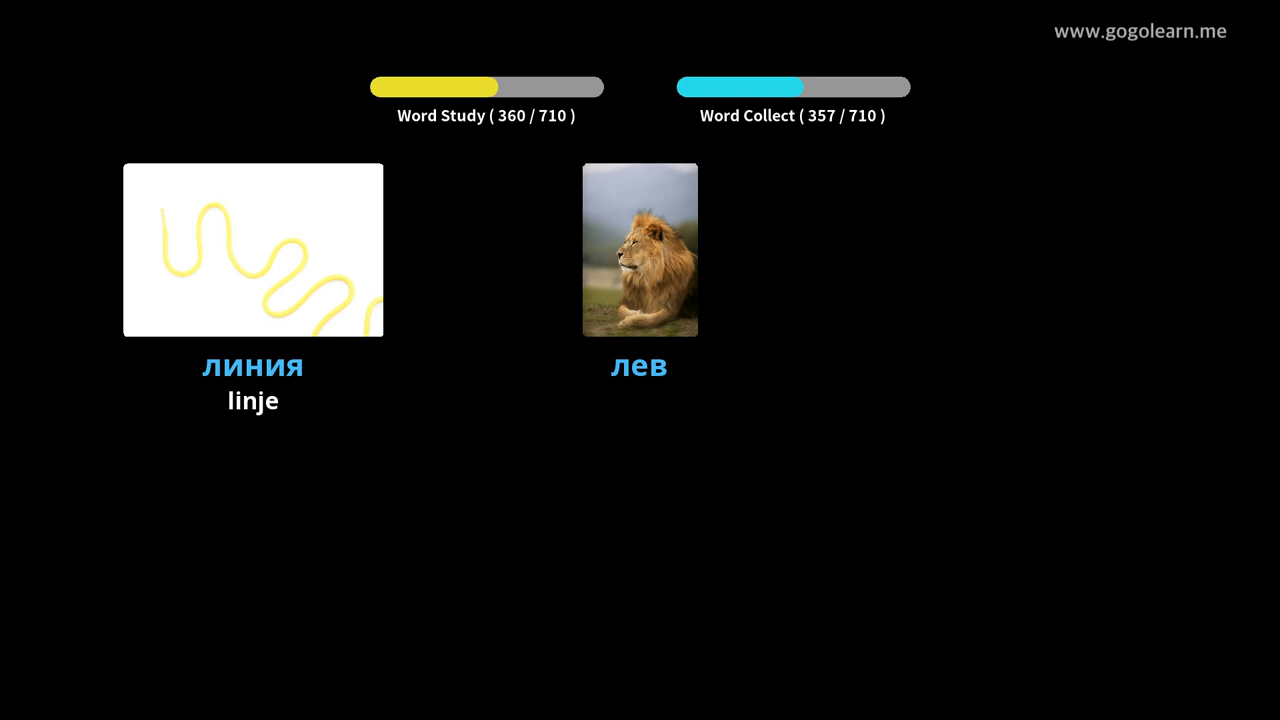 www.gogolearn.me
Word Study ( 360 / 710 )
Word Collect ( 357 / 710 )
линия
linje
лев